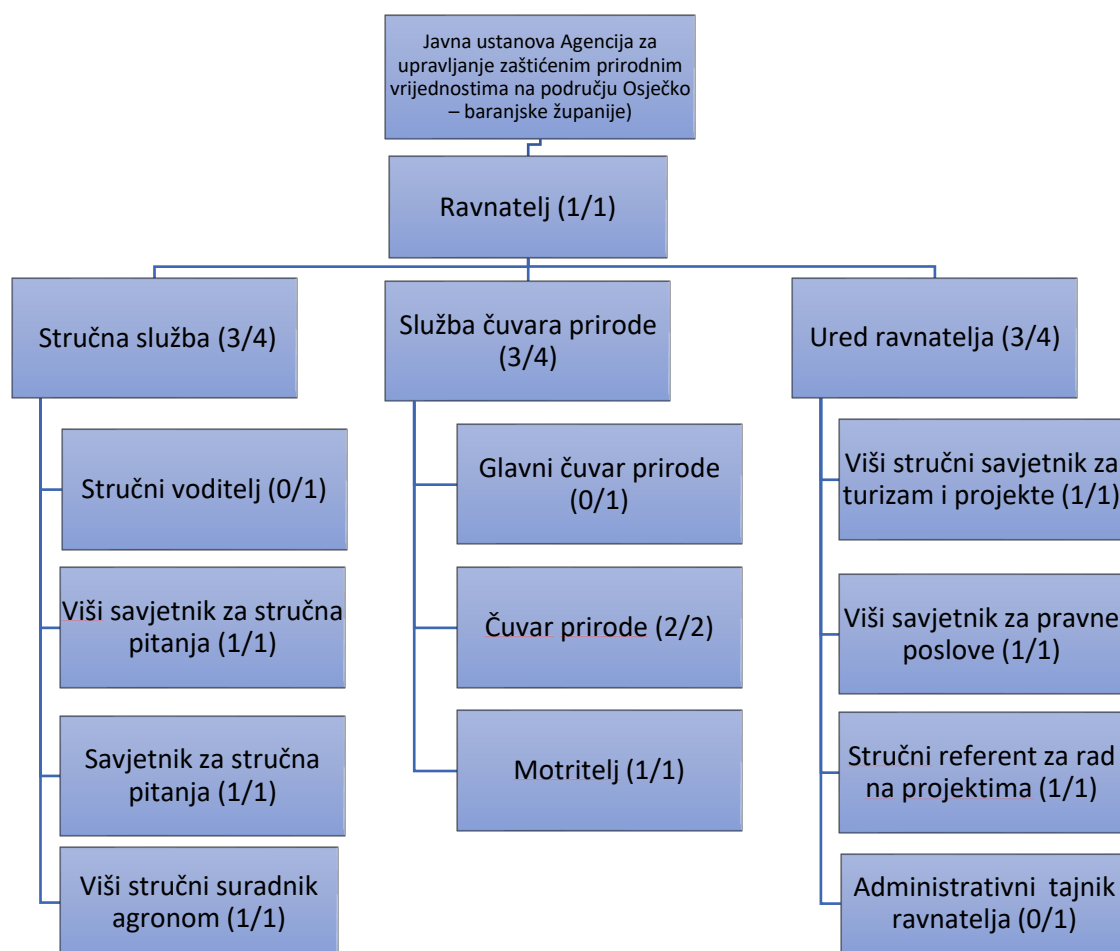 Javna ustanova Agencija za
upravljanje zaštićenim prirodnim
vrijednostima na području Osječko
– baranjske županije)
Ravnatelj (1/1)
Stručna služba (3/4)
Stručni voditelj (0/1)
Viši savjetnik za stručna
pitanja (1/1)
Savjetnik za stručna
pitanja (1/1)
Viši stručni suradnik
agronom (1/1)
Služba čuvara prirode
(3/4)
Glavni čuvar prirode
(0/1)
Čuvar prirode (2/2)
Motritelj (1/1)
Ured ravnatelja (3/4)
Viši stručni savjetnik za
turizam i projekte (1/1)
Viši savjetnik za pravne
poslove (1/1)
Stručni referent za rad
na projektima (1/1)
Administrativni tajnik
ravnatelja (0/1)